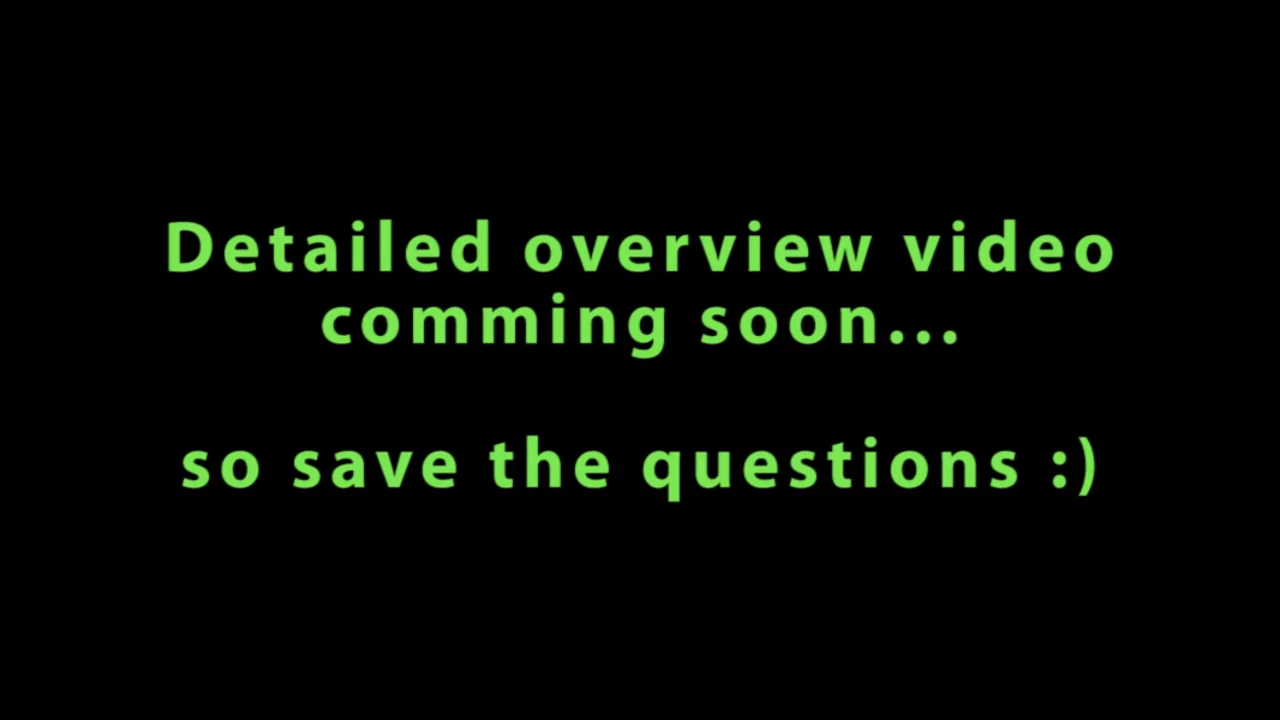 Detailed overview video
comming soon...
so save the questions :)